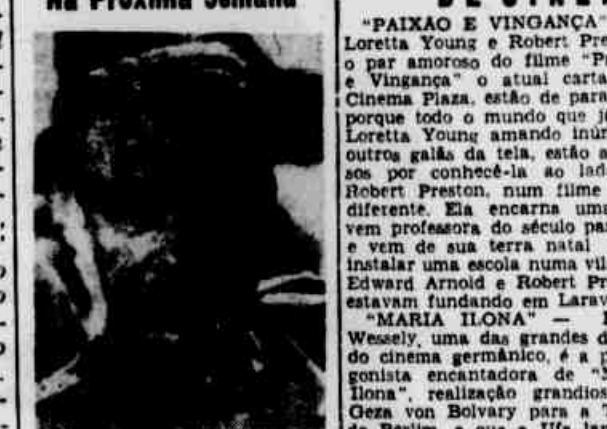 Na Próxima Semana
"PAIXAO E VINGANÇA"
Loretta Young e Robert Pre
o par amoroso do filme "P
e Vingança" o atual carta
Cinema Plaza, estão de para
porque todo o mundo que j
Loretta Young amando inúr
outros galãs da tela, estão a
sos por conhecê-la ao lad
Robert Preston, num filme
diferente. Ela encarna uma
vem professora do século pa
e vem de sua terra natal
instalar uma escola numa vil
Edward Arnold e Robert Pr
estavam fundando em Larav
"MARIA ILONA" —
Wessely, uma das grandes d
do cinema germânico, é a p
gonista encantadora de
Ilona", realização grandios
Geza von Bolvary para a